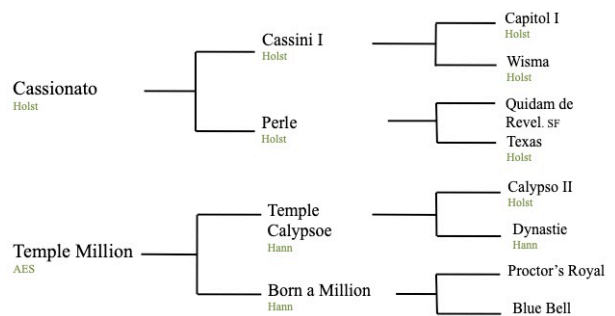 Capitol I
Holst
Cassini I
Holst
Wisma
Holst
Cassionato
Holst
Quidam de
Revel. SF
Perle
Holst
Texas
Holst
Calypso II
Holst
Temple
Calypsoe
Hann
Dynastie
Hann
Temple Million
AES
Proctor's Royal
Born a Million
Hann
Blue Bell